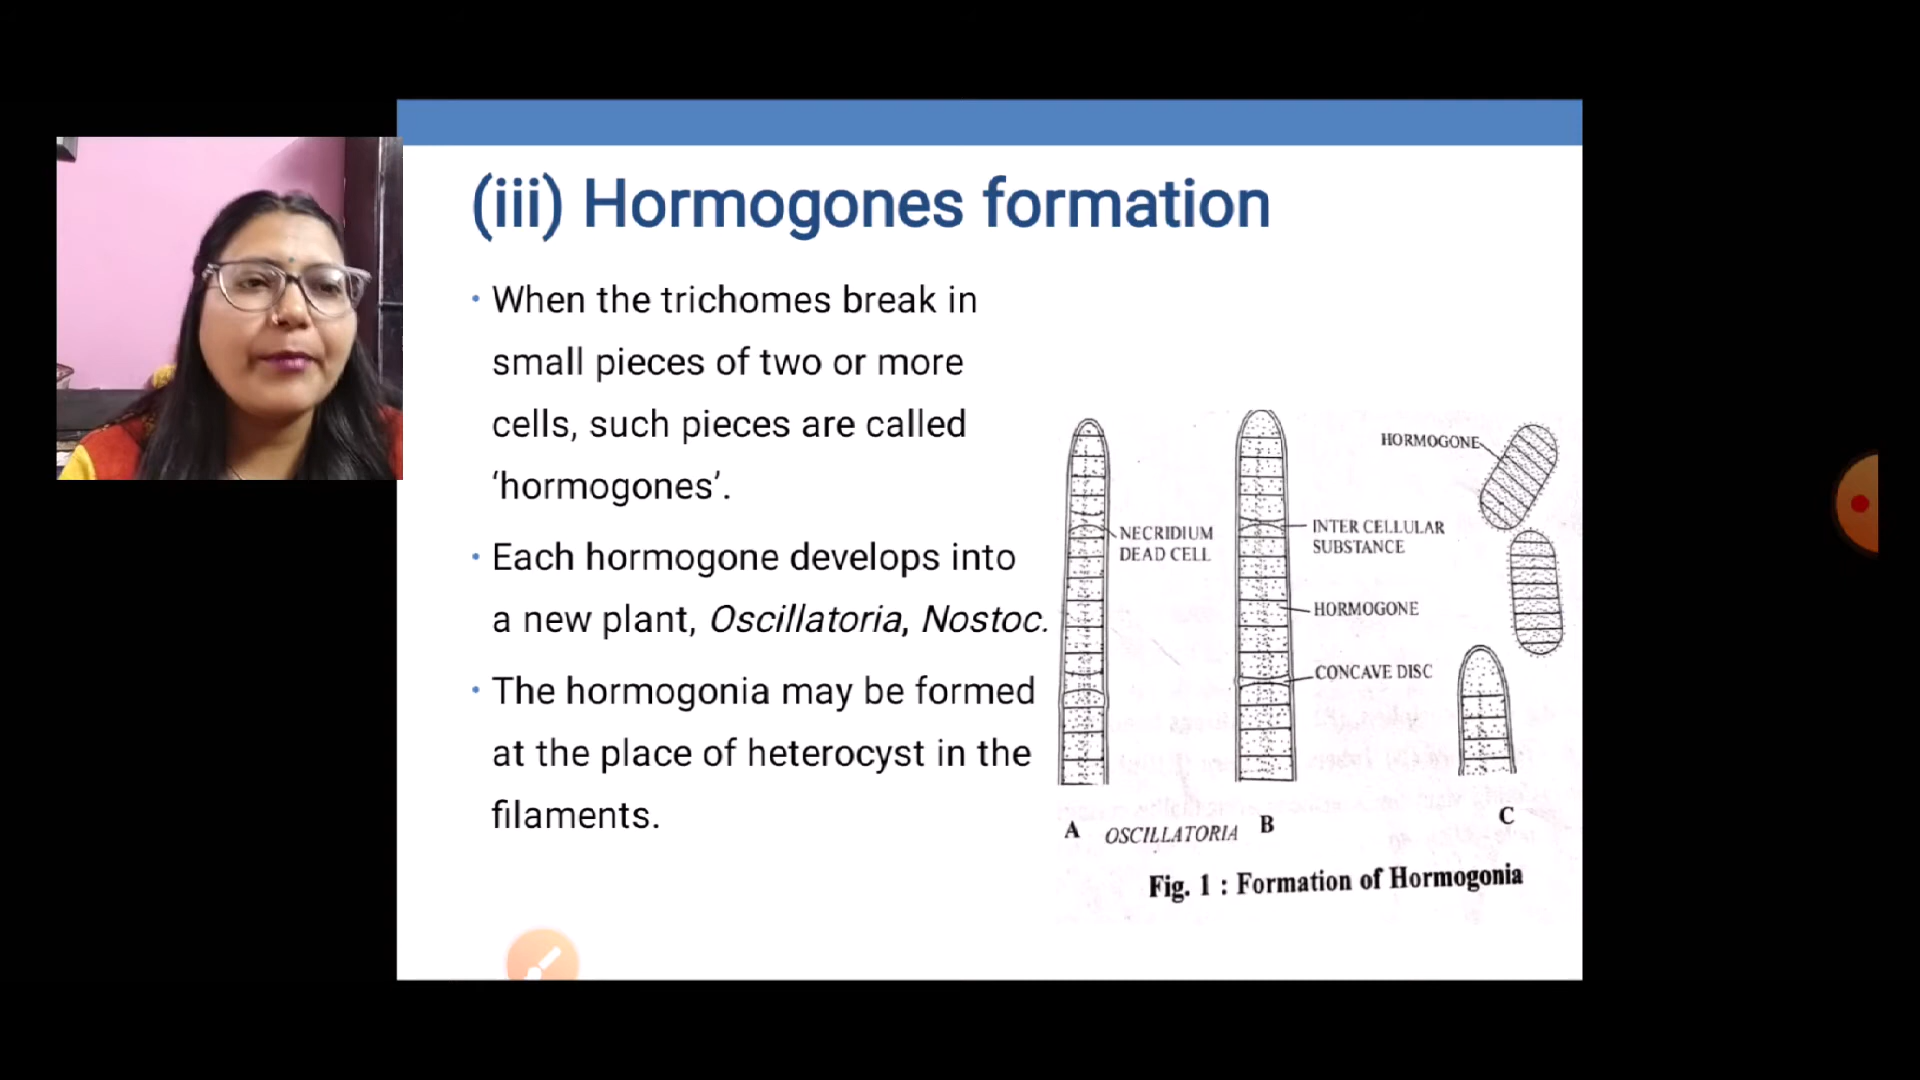 (iii) Hormogones formation
• When the trichomes break in
small pieces of two or more
cells, such pieces are called
‘hormogones’.
• Each hormogone develops into
a new plant, Oscillatoria, Nostoc.
• The hormogonia may be formed
at the place of heterocyst in the
filaments.
NECRIDIUM
DEAD CELL
HORMOGONE
INTER CELLULAR
SUBSTANCE
HORMOGONE
CONCAVE DISC
A OSCILLATORIA B
C
Fig. 1 : Formation of Hormogonia